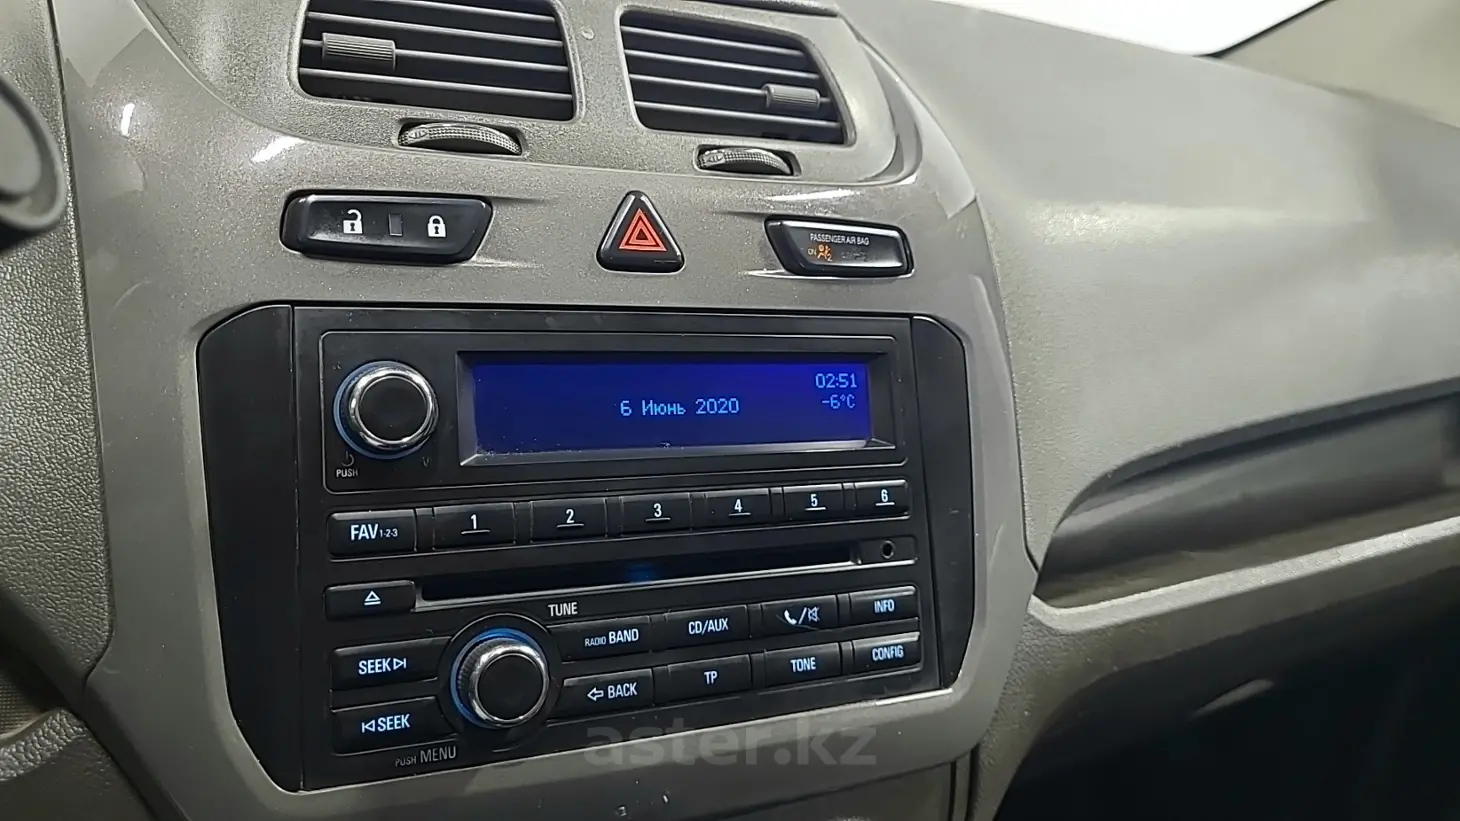 PASSENGER AIR BAG
ON
02:51
6 Июнь 2020
-6°C
PUSH
FAV 1-2-3
1
2
3
4
5
6
TUNE
RADIO BAND
CD/AUX
INFO
SEEK
BACK
TP
TONE
CONFIG
SEEK
PUSH MENU
aster.kz